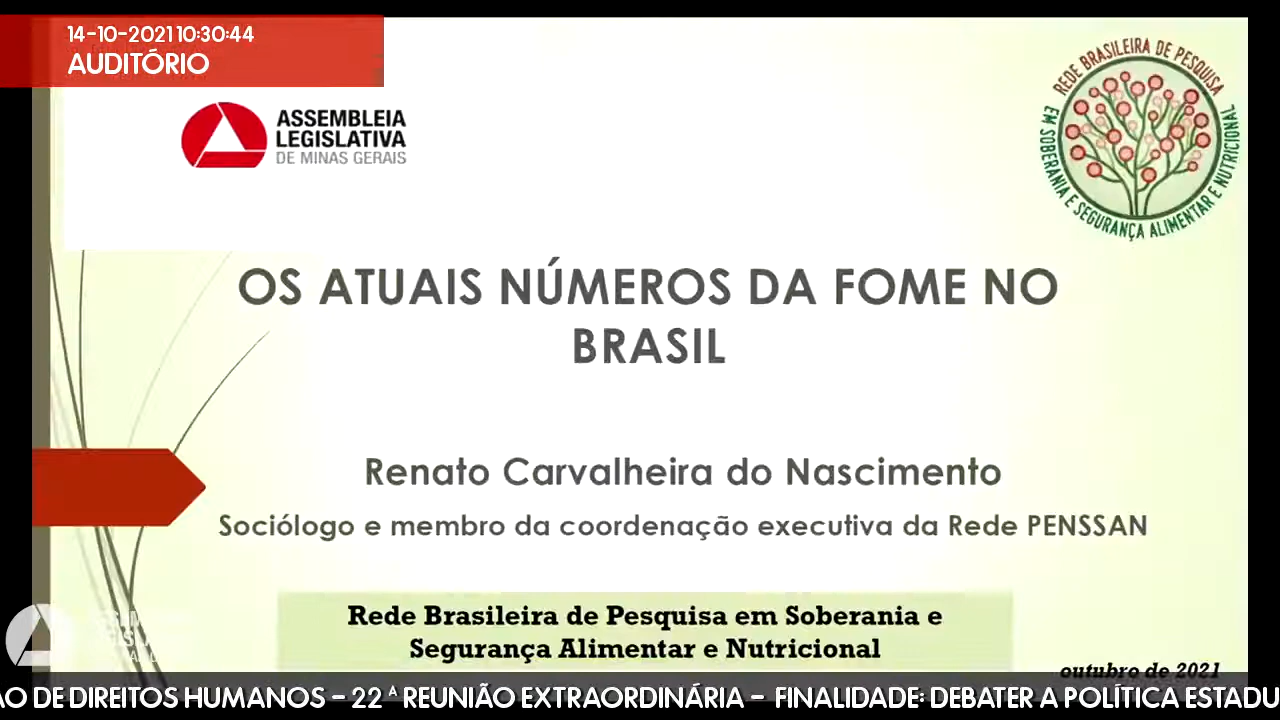 14-10-2021 10:30:44
AUDITÓRIO
ASSEMBLEIA
LEGISLATIVA
DE MINAS GERAIS
REDE BRASILEIRA DE PESQUISA
EM SOBERANIA E SEGURANÇA ALIMENTAR E NUTRICIONAL
OS ATUAIS NÚMEROS DA FOME NO
BRASIL
Renato Carvalheira do Nascimento
Sociólogo e membro da coordenação executiva da Rede PENSSAN
Rede Brasileira de Pesquisa em Soberania e
Segurança Alimentar e Nutricional
outubro de 2021
ÃO DE DIREITOS HUMANOS - 22ª REUNIÃO EXTRAORDINÁRIA - FINALIDADE: DEBATER A POLÍTICA ESTADU